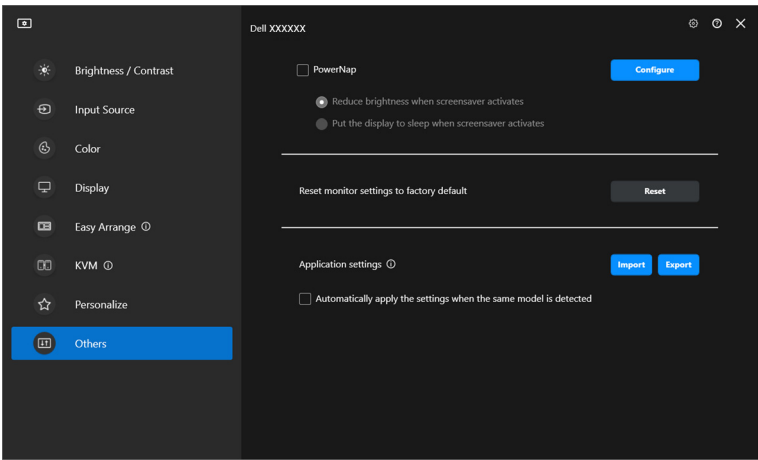 Dell XXXXXX
Brightness / Contrast
Input Source
Color
Display
Easy Arrange
KVM
Personalize
Others
PowerNap
Configure
Reduce brightness when screensaver activates
Put the display to sleep when screensaver activates
Reset monitor settings to factory default
Reset
Application settings
Import
Export
Automatically apply the settings when the same model is detected